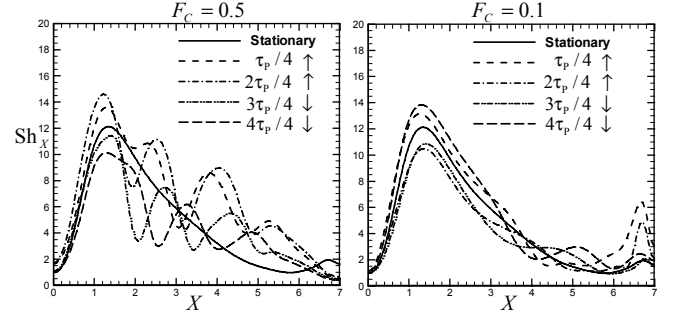 F_C = 0.5
Sh_X
20
18
16
14
12
10
8
6
4
2
0
Stationary
τ_P / 4 ↑
2τ_P / 4 ↑
3τ_P / 4 ↓
4τ_P / 4 ↓
0 1 2 3 4 5 6 7
X
F_C = 0.1
20
18
16
14
12
10
8
6
4
2
0
Stationary
τ_P / 4 ↑
2τ_P / 4 ↑
3τ_P / 4 ↓
4τ_P / 4 ↓
0 1 2 3 4 5 6 7
X